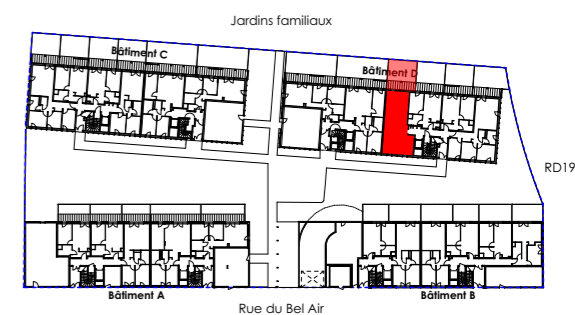 Jardins familiaux
Bâtiment C
Bâtiment D
RD19
Bâtiment A
Bâtiment B
Rue du Bel Air